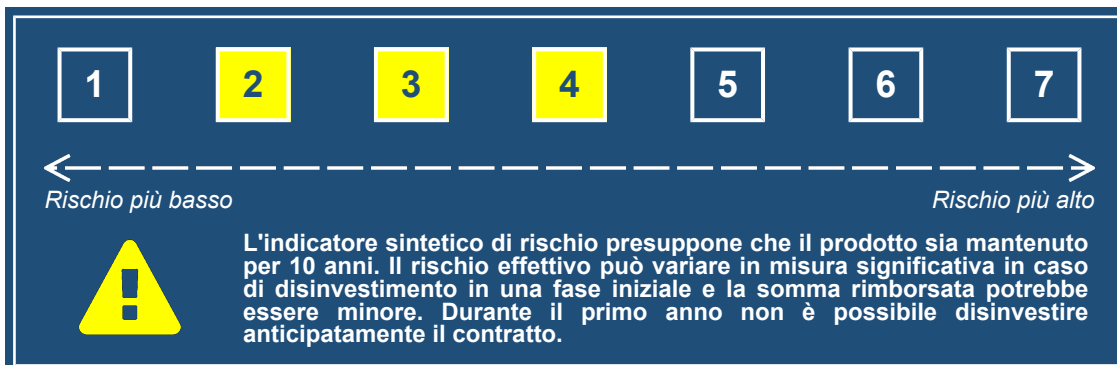 1 2 3 4 5 6 7
Rischio più basso Rischio più alto
L'indicatore sintetico di rischio presuppone che il prodotto sia mantenuto
per 10 anni. Il rischio effettivo può variare in misura significativa in caso
di disinvestimento in una fase iniziale e la somma rimborsata potrebbe
essere minore. Durante il primo anno non è possibile disinvestire
anticipatamente il contratto.